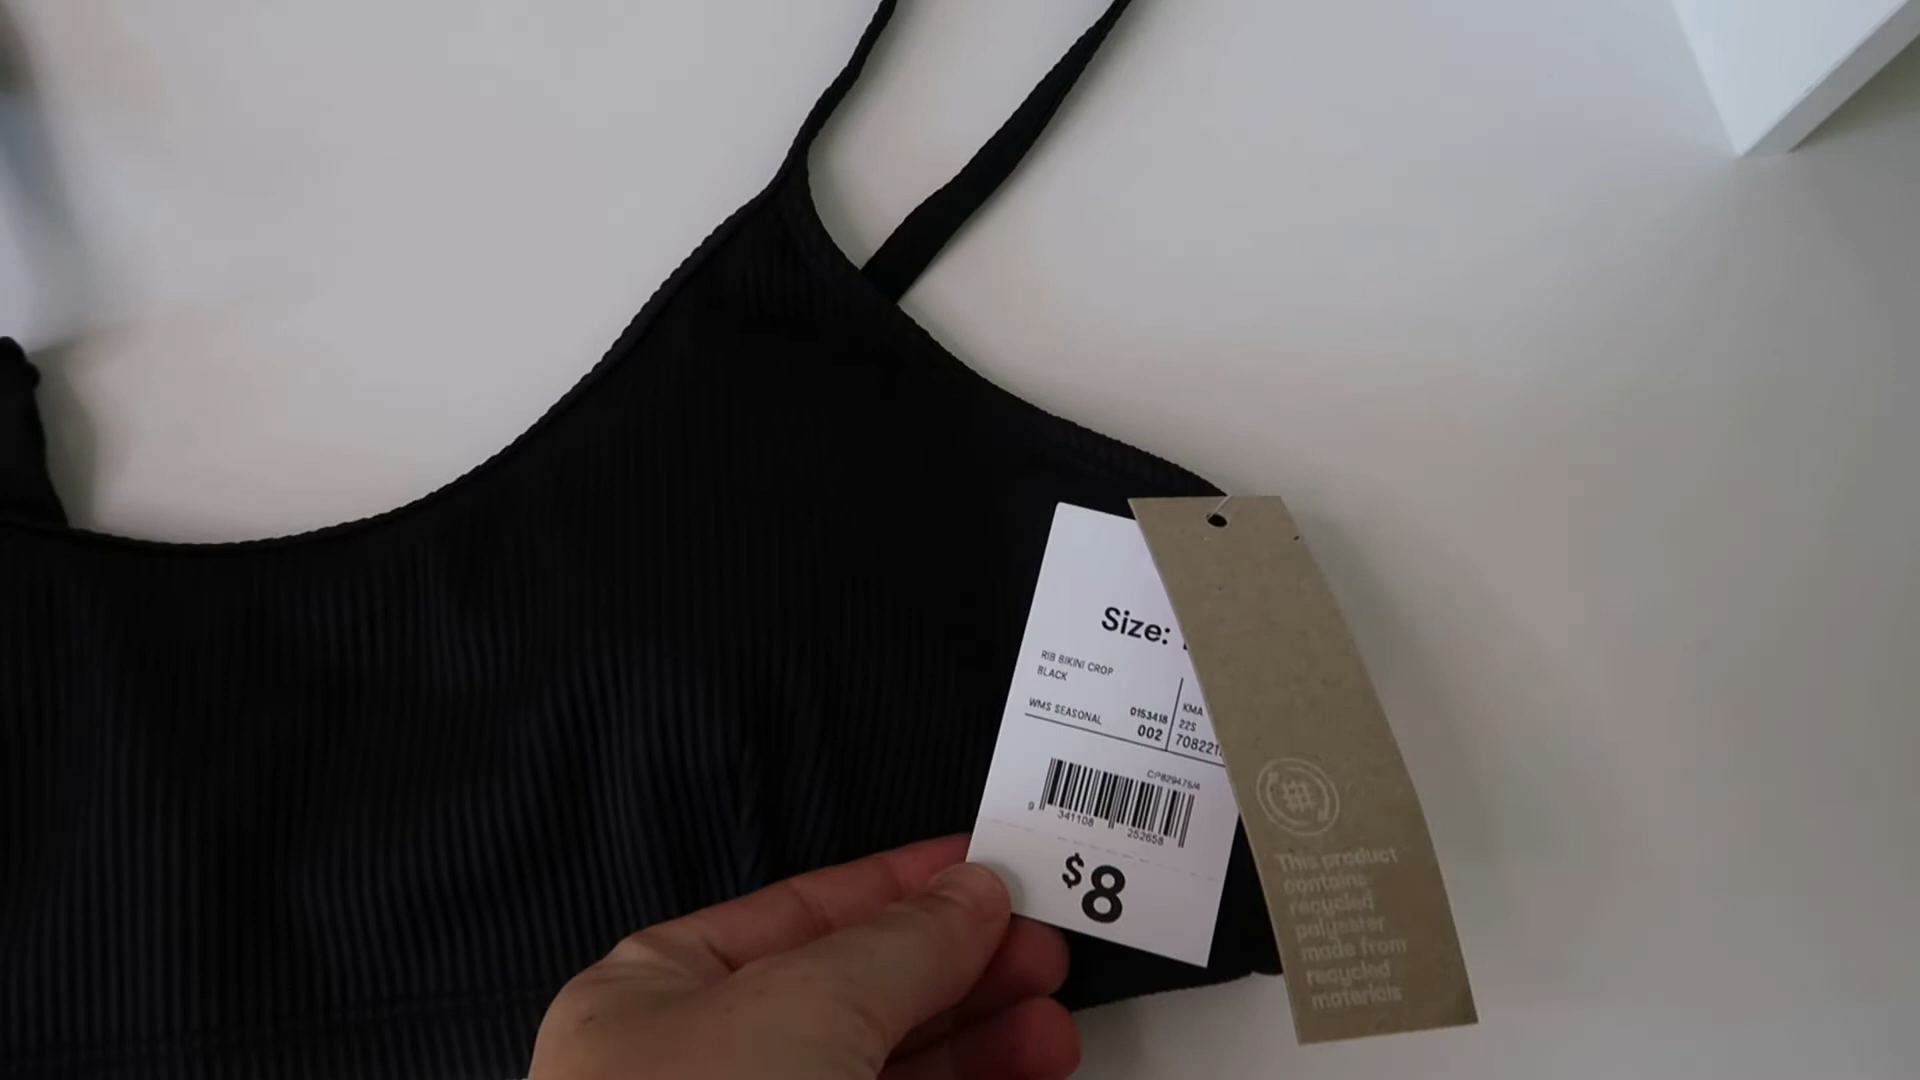 Size:
RIB BIKINI CROP
BLACK
WMS SEASONAL
0153418
002
KMA
22S
708221
CP829475/4
9 341108 252658
$8
This product
contains
recycled
polyester
made from
recycled
materials